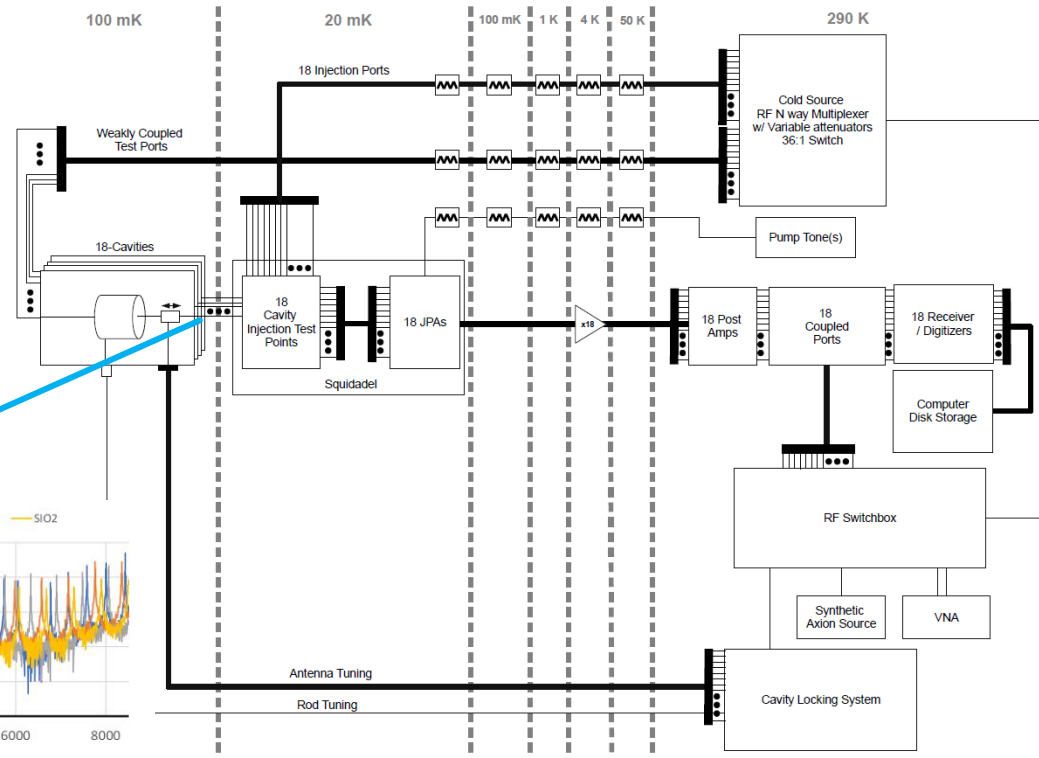 100 mK
20 mK
100 mK
1 K
4 K
50 K
290 K
18 Injection Ports
Cold Source
RF N way Multiplexer
w/ Variable attenuators
36:1 Switch
Weakly Coupled
Test Ports
Pump Tone(s)
18-Cavities
18
Cavity
Injection Test
Points
18 JPAs
Squidadel
x18
18 Post
Amps
18
Coupled
Ports
18 Receiver
/ Digitizers
Computer
Disk Storage
RF Switchbox
Synthetic
Axion Source
VNA
SIO2
6000
8000
Antenna Tuning
Rod Tuning
Cavity Locking System